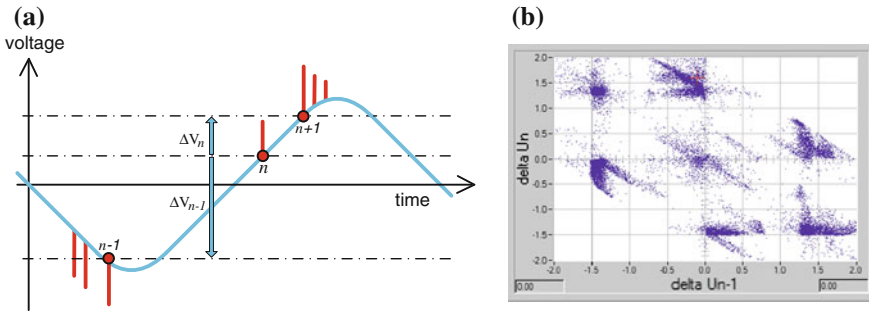 (a)
voltage
ΔVn
n+1
n
time
ΔVn-1
n-1
(b)
delta Un
2.0
1.5
1.0
0.5
0.0
-0.5
-1.0
-1.5
-2.0
-2.0 -1.5 -1.0 -0.5 0.0 0.5 1.0 1.5 2.0
0.00 delta Un-1 0.00